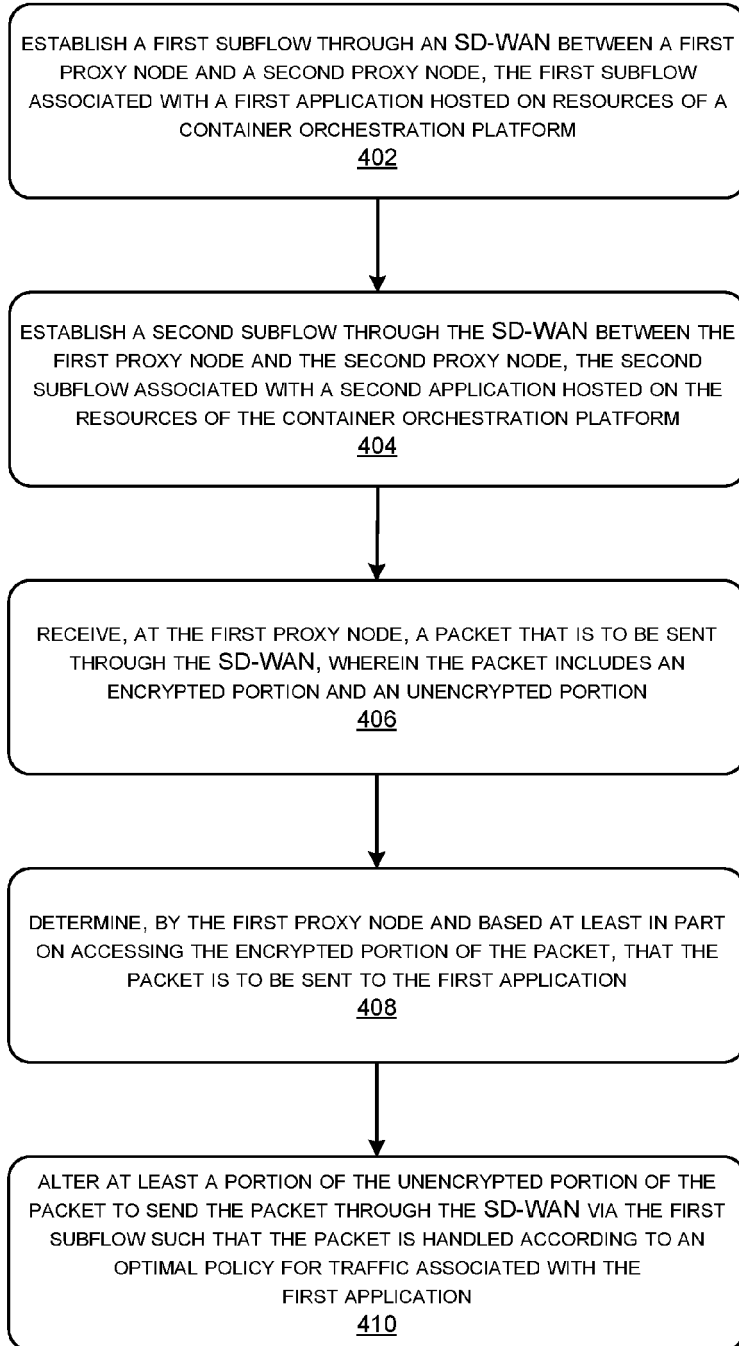 ESTABLISH A FIRST SUBFLOW THROUGH AN SD-WAN BETWEEN A FIRST
PROXY NODE AND A SECOND PROXY NODE, THE FIRST SUBFLOW
ASSOCIATED WITH A FIRST APPLICATION HOSTED ON RESOURCES OF A
CONTAINER ORCHESTRATION PLATFORM
402
ESTABLISH A SECOND SUBFLOW THROUGH THE SD-WAN BETWEEN THE
FIRST PROXY NODE AND THE SECOND PROXY NODE, THE SECOND
SUBFLOW ASSOCIATED WITH A SECOND APPLICATION HOSTED ON THE
RESOURCES OF THE CONTAINER ORCHESTRATION PLATFORM
404
RECEIVE, AT THE FIRST PROXY NODE, A PACKET THAT IS TO BE SENT
THROUGH THE SD-WAN, WHEREIN THE PACKET INCLUDES AN
ENCRYPTED PORTION AND AN UNENCRYPTED PORTION
406
DETERMINE, BY THE FIRST PROXY NODE AND BASED AT LEAST IN PART
ON ACCESSING THE ENCRYPTED PORTION OF THE PACKET, THAT THE
PACKET IS TO BE SENT TO THE FIRST APPLICATION
408
ALTER AT LEAST A PORTION OF THE UNENCRYPTED PORTION OF THE
PACKET TO SEND THE PACKET THROUGH THE SD-WAN VIA THE FIRST
SUBFLOW SUCH THAT THE PACKET IS HANDLED ACCORDING TO AN
OPTIMAL POLICY FOR TRAFFIC ASSOCIATED WITH THE
FIRST APPLICATION
410